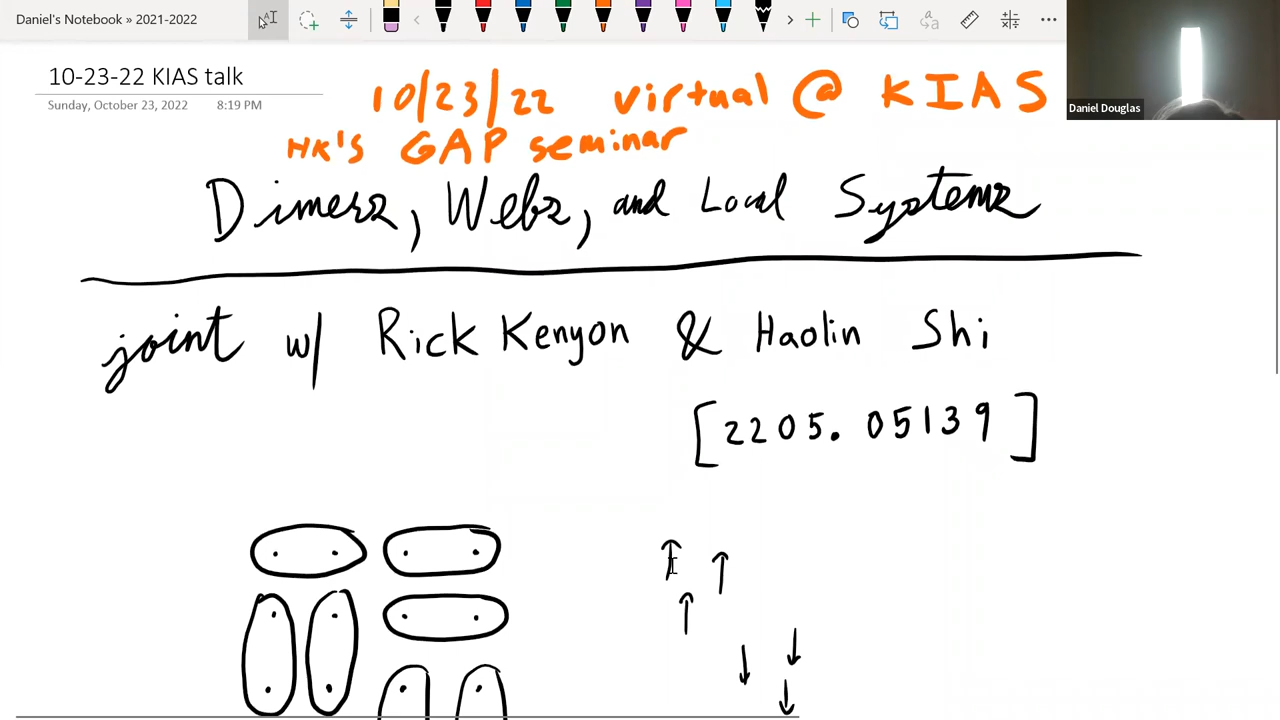 Daniel's Notebook » 2021-2022
10-23-22 KIAS talk
Sunday, October 23, 2022 8:19 PM
Daniel Douglas
10/23/22 virtual @ KIAS
HK's GAP seminar
Dimers, Webs, and Local Systems
joint w/ Rick Kenyon & Haolin Shi
[2205.05139]